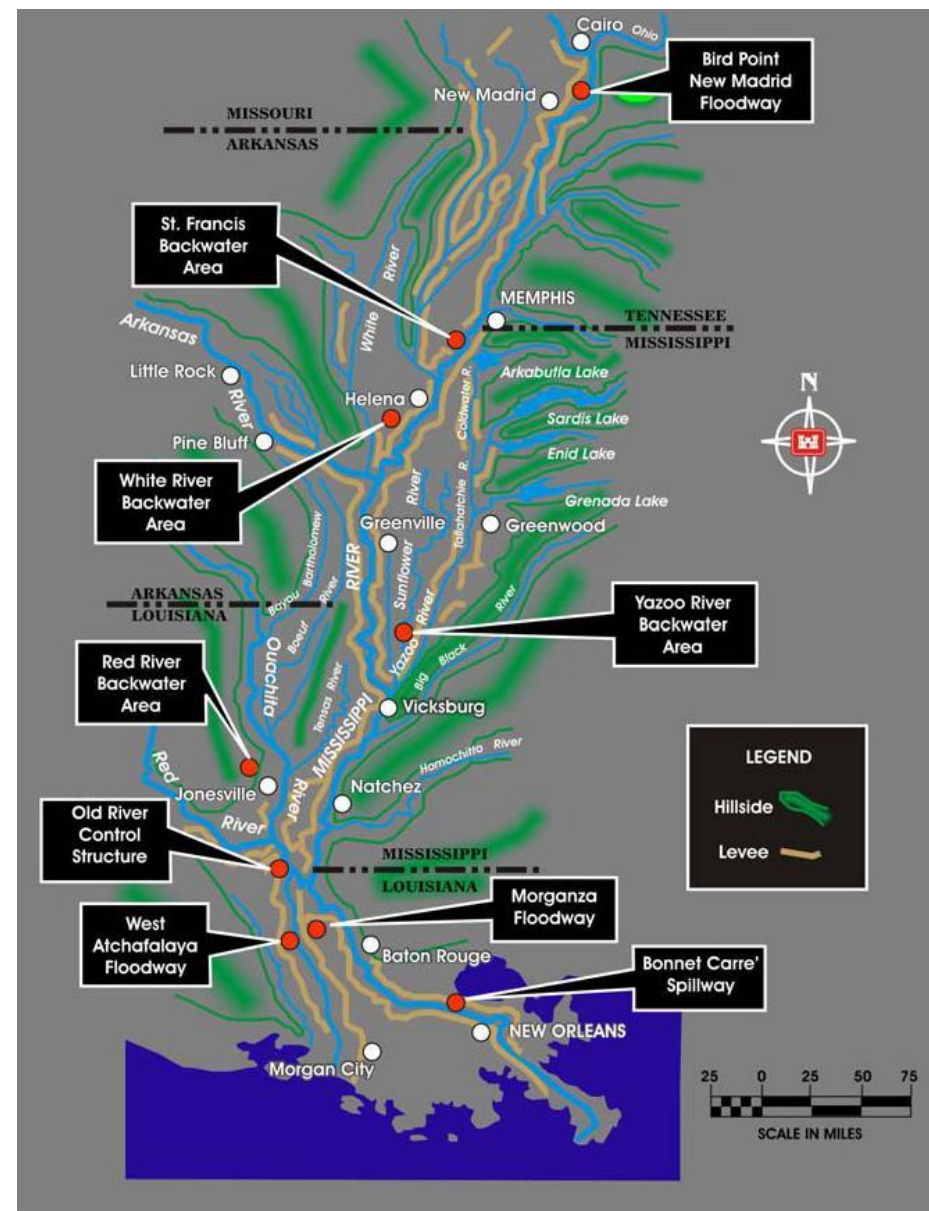 Cairo
Ohio
Bird Point
New Madrid
Floodway
New Madrid
MISSOURI
ARKANSAS
St. Francis
Backwater
Area
White River
MEMPHIS
TENNESSEE
MISSISSIPPI
Arkansas River
Little Rock
Arkabutla Lake
Helena
Coldwater R.
Sardis Lake
N
Pine Bluff
Enid Lake
White River
Backwater
Area
Grenada Lake
Tallahatchie R.
Greenville
Greenwood
Sunflower River
MISSISSIPPI RIVER
Bayou Bartholomew
ARKANSAS
LOUISIANA
Boeuf River
Yazoo River
Backwater
Area
Yazoo River
Big Black River
Ouachita River
Red River
Backwater
Area
Tensas River
Vicksburg
LEGEND
Hillside
Levee
Homochitto River
Red River
Jonesville
Natchez
Old River
Control
Structure
MISSISSIPPI
LOUISIANA
Morganza
Floodway
West
Atchafalaya
Floodway
Baton Rouge
Bonnet Carre'
Spillway
NEW ORLEANS
Morgan City
25 0 25 50 75
SCALE IN MILES